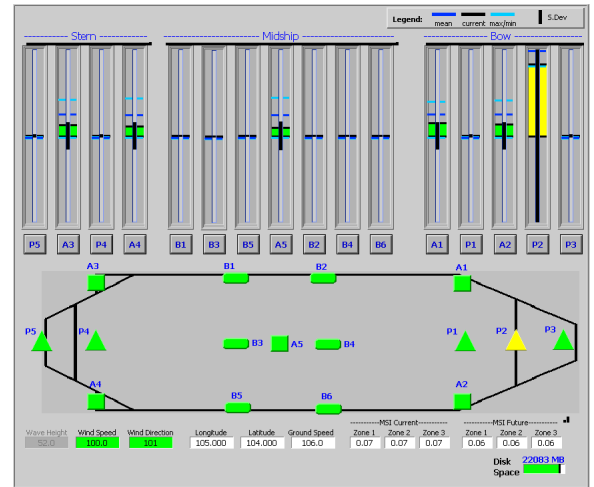 Legend: mean current max/min S.Dev
Stern Midship Bow
P5 A3 P4 A4 B1 B3 B5 A5 B2 B4 B6 A1 P1 A2 P2 P3
A3 B1 B2 A1
P5 P4 B3 A5 B4 P1 P2 P3
A4 B5 B6 A2
MSI Current MSI Future
Wave Height Wind Speed Wind Direction Longitude Latitude Ground Speed Zone 1 Zone 2 Zone 3 Zone 1 Zone 2 Zone 3
52.0 100.0 101 105.000 104.000 106.0 0.07 0.07 0.07 0.06 0.06 0.06
Disk 22083 MB
Space